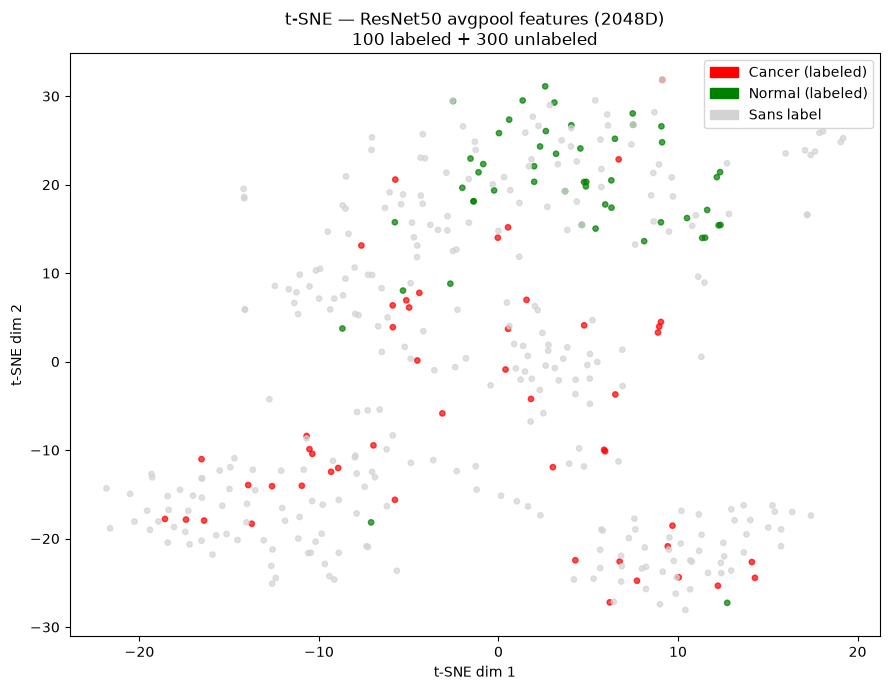 t-SNE — ResNet50 avgpool features (2048D)
100 labeled + 300 unlabeled
Cancer (labeled)
Normal (labeled)
Sans label
t-SNE dim 2
30
20
10
0
−10
−20
−30
−20
−10
0
10
20
t-SNE dim 1